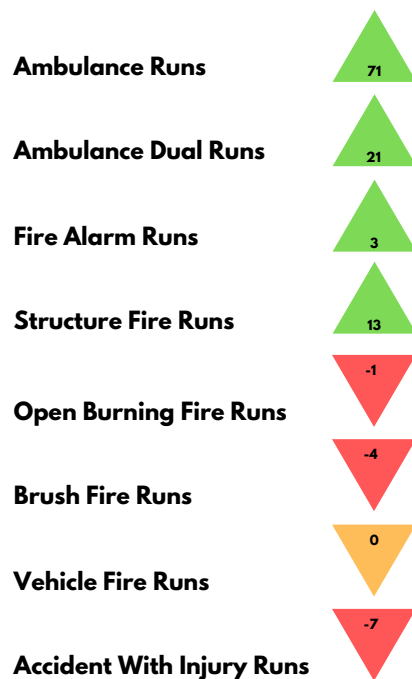 Ambulance Runs
71
Ambulance Dual Runs
21
Fire Alarm Runs
3
Structure Fire Runs
13
Open Burning Fire Runs
-1
Brush Fire Runs
-4
Vehicle Fire Runs
0
Accident With Injury Runs
-7